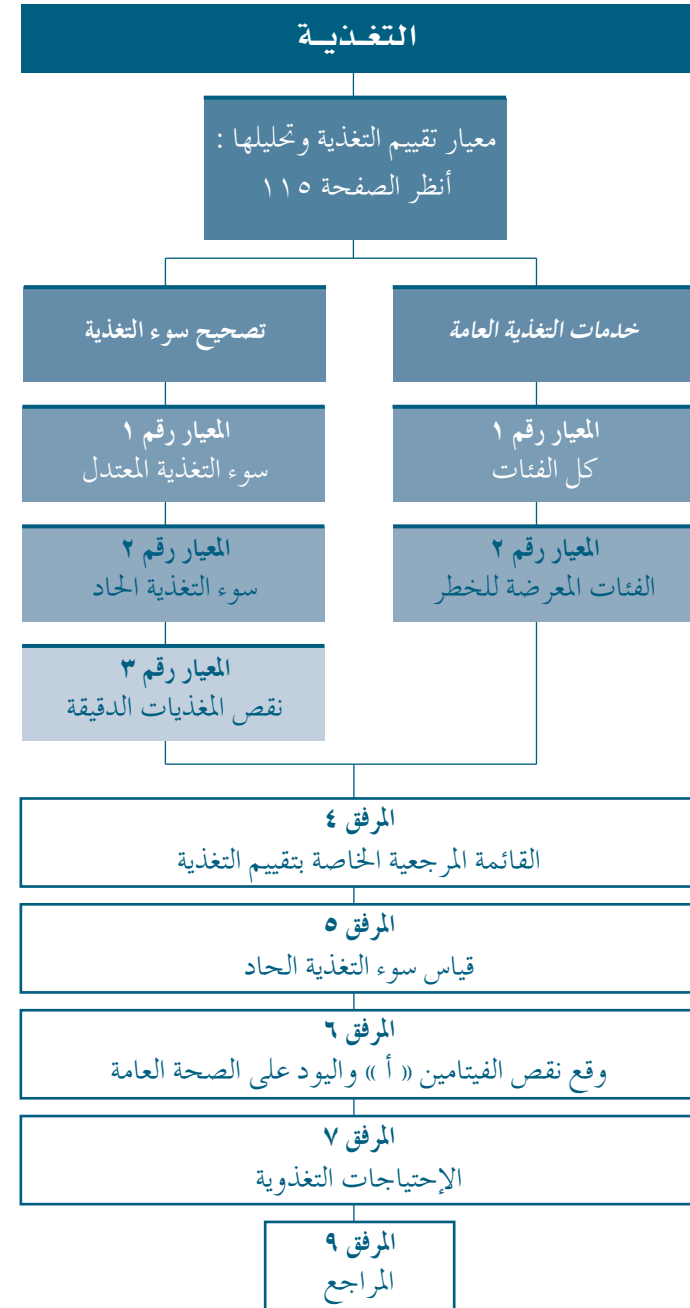 التغـذيـة
معيار تقييم التغذية وتحليلها :
أنظر الصفحة ١١٥
خدمات التغذية العامة
المعيار رقم ١
كل الفئات
المعيار رقم ٢
الفئات المعرضة للخطر
تصحيح سوء التغذية
المعيار رقم ١
سوء التغذية المعتدل
المعيار رقم ٢
سوء التغذية الحاد
المعيار رقم ٣
نقص المغذيات الدقيقة
المرفق ٤
القائمة المرجعية الخاصة بتقييم التغذية
المرفق ٥
قياس سوء التغذية الحاد
المرفق ٦
وقع نقص الفيتامين « أ » واليود على الصحة العامة
المرفق ٧
الإحتياجات التغذوية
المرفق ٩
المراجع